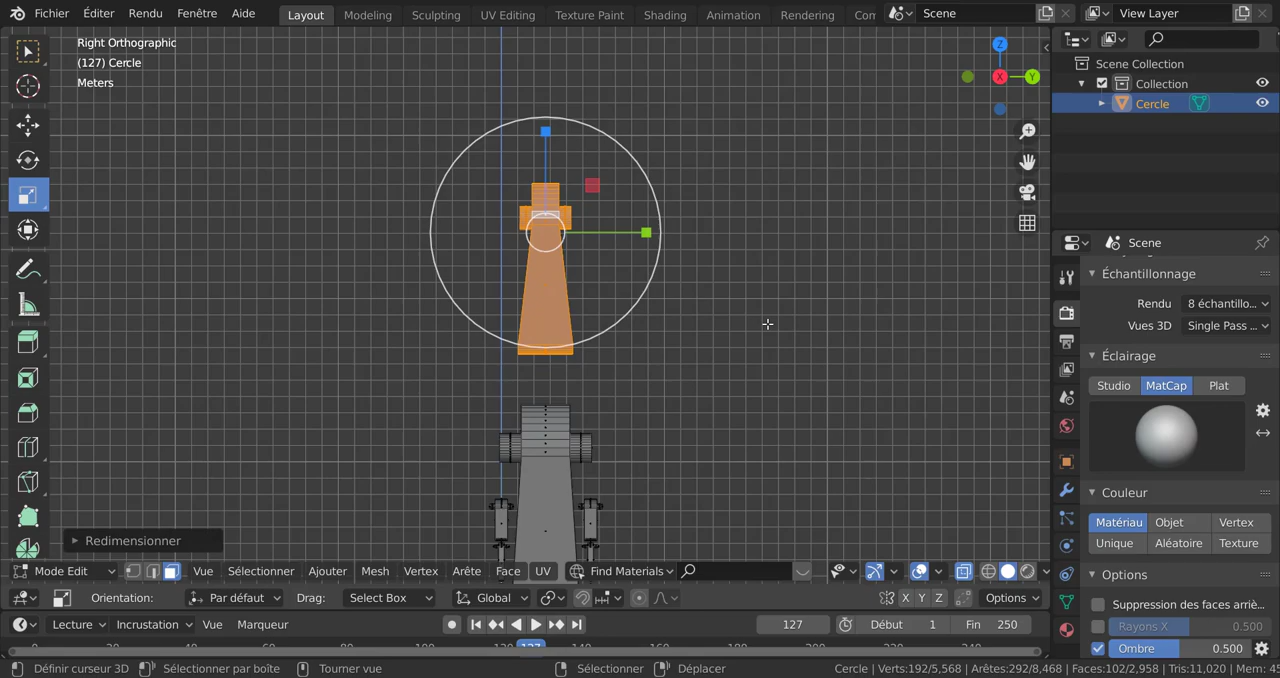 Fichier Éditer Rendu Fenêtre Aide Layout Modeling Sculpting UV Editing Texture Paint Shading Animation Rendering Com Scene View Layer
Right Orthographic
(127) Cercle
Meters
Z
X
Y
Scene Collection
Collection
Cercle
Scene
Échantillonnage
Rendu 8 échantillo...
Vues 3D Single Pass ...
Éclairage
Studio MatCap Plat
Couleur
Matériau Objet Vertex
Unique Aléatoire Texture
Options
Suppression des faces arriè...
Rayons X 0.500
Ombre 0.500
Redimensionner
Mode Edit Vue Sélectionner Ajouter Mesh Vertex Arête Face UV Find Materials
Orientation: Par défaut Drag: Select Box Global X Y Z Options
Lecture Incrustation Vue Marqueur 127 Début 1 Fin 250
Définir curseur 3D Sélectionner par boîte Tourner vue Sélectionner Déplacer Cercle | Verts:192/5,568 | Arêtes:292/8,468 | Faces:102/2,958 | Tris:11,020 | Mem: 45